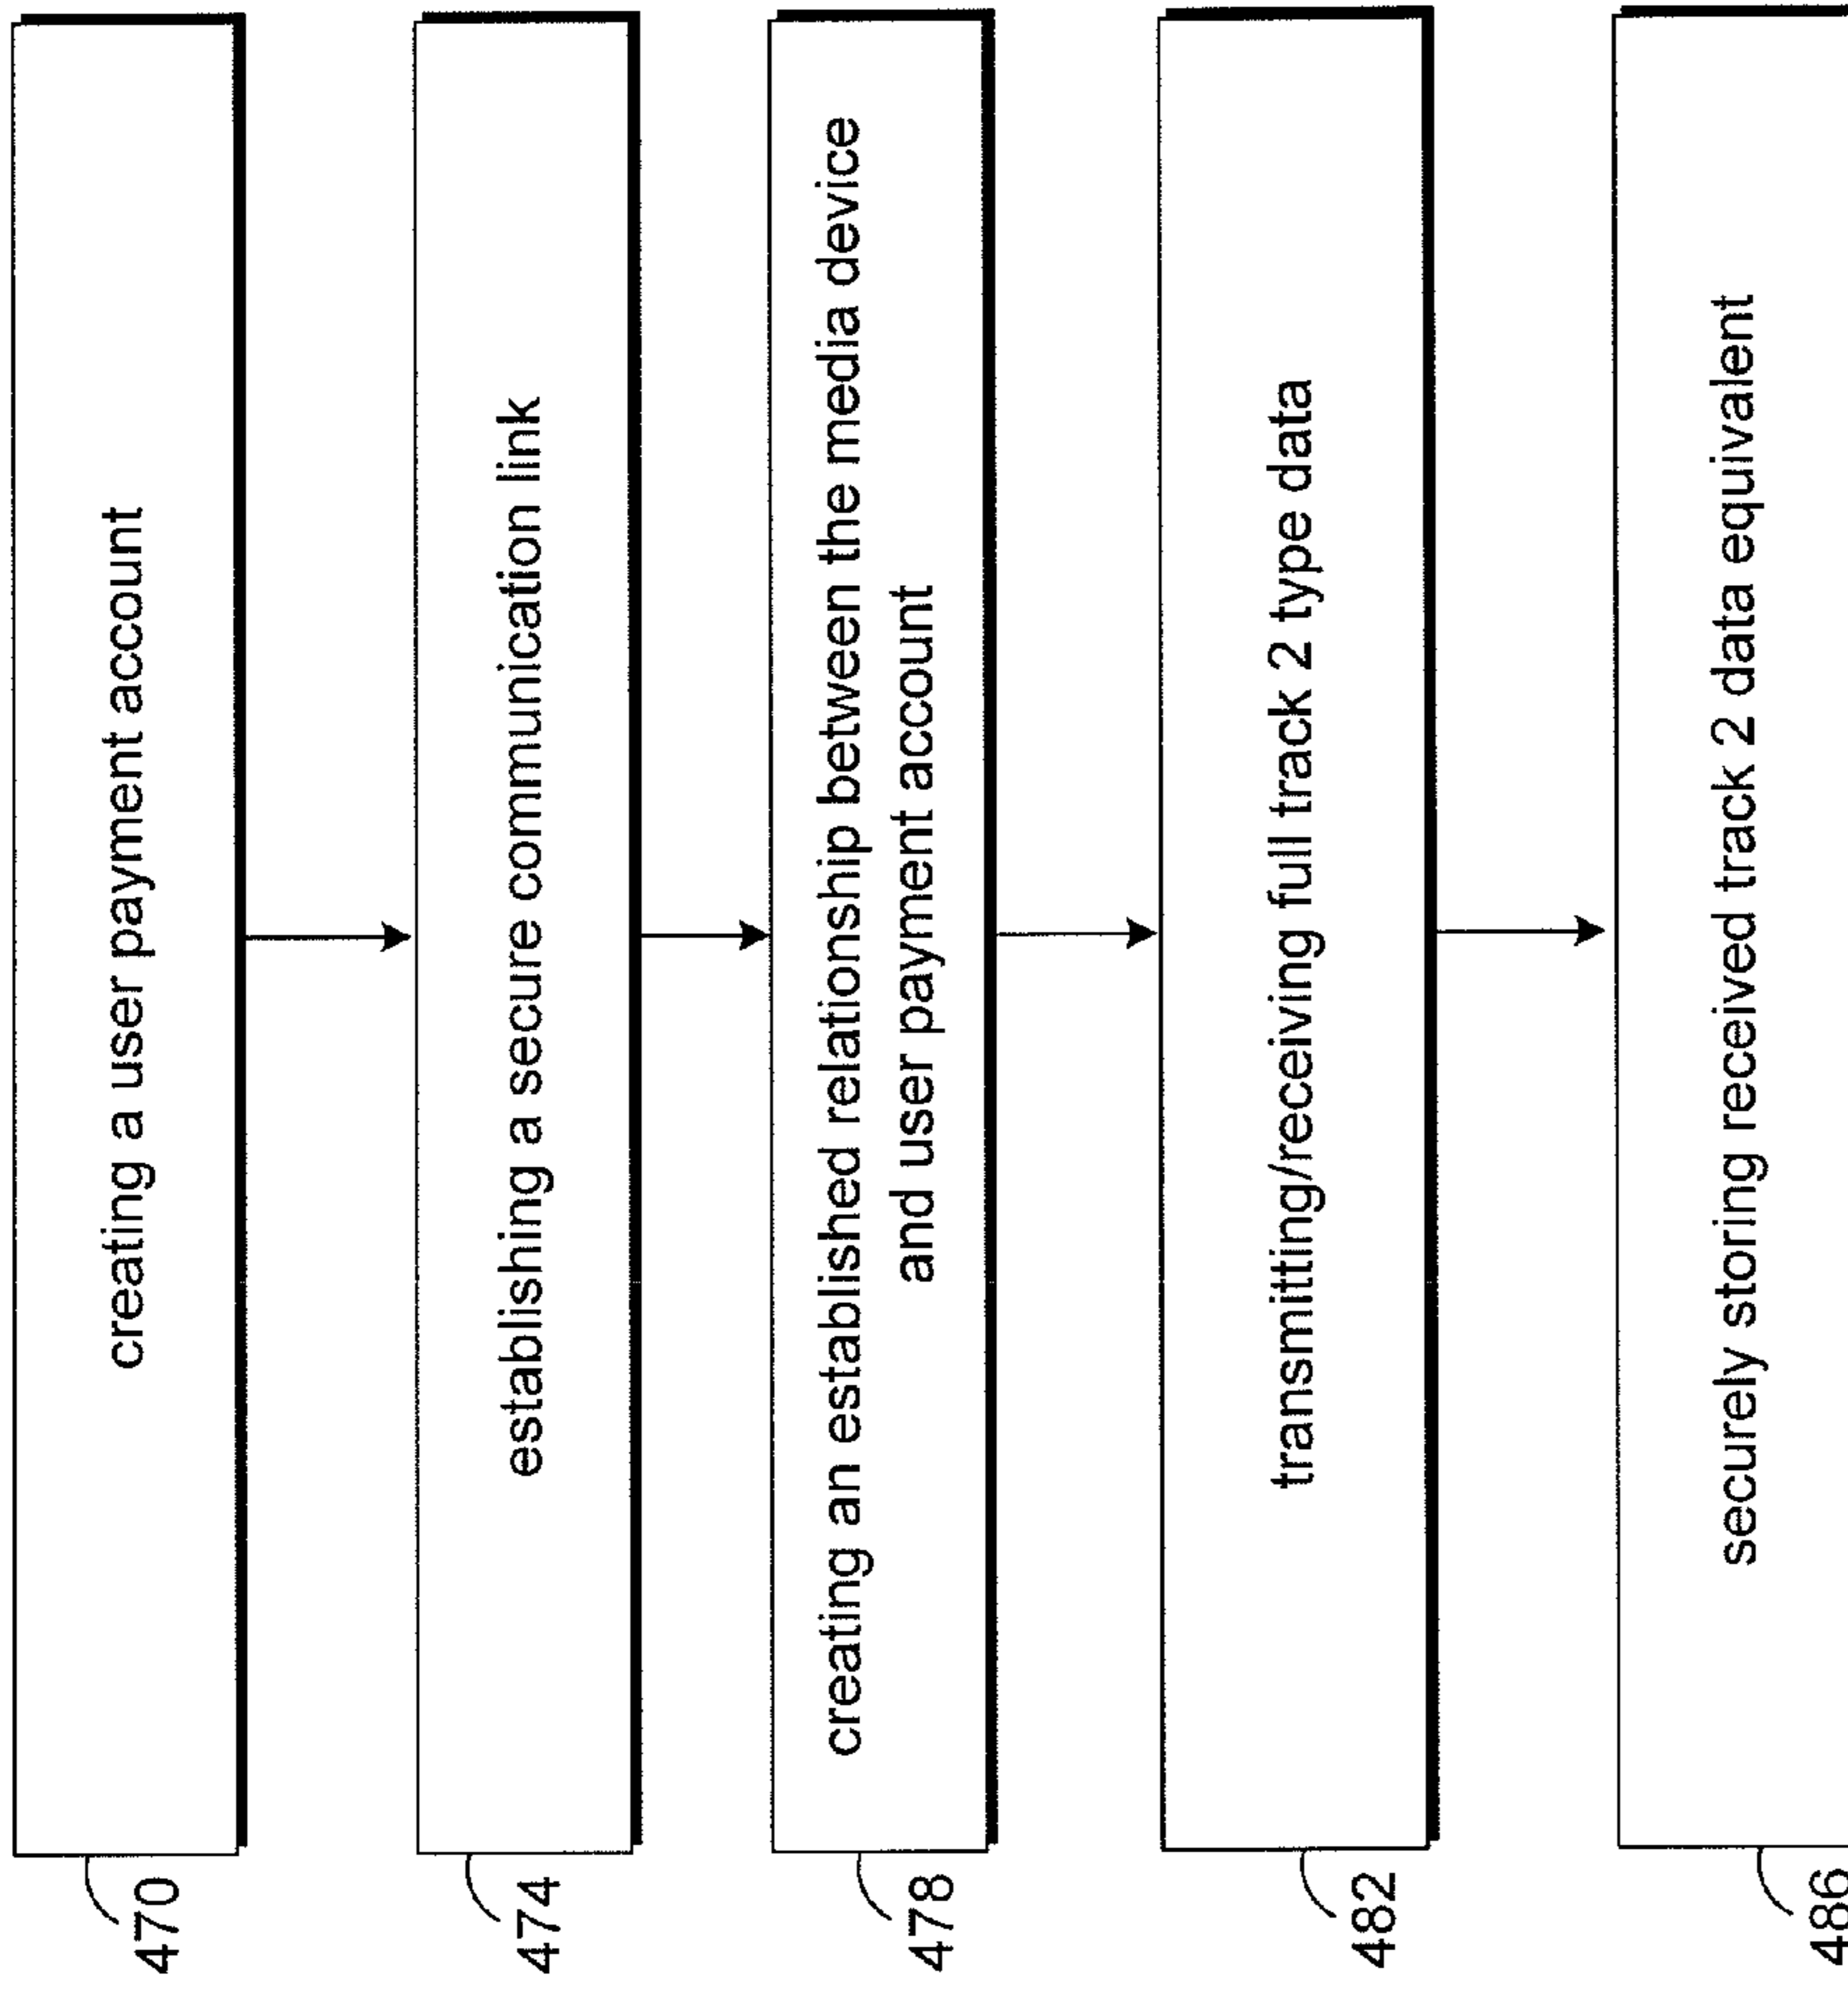 creating a user payment account
470
establishing a secure communication link
474
creating an established relationship between the media device
and user payment account
478
transmitting/receiving full track 2 type data
482
securely storing received track 2 data equivalent
486